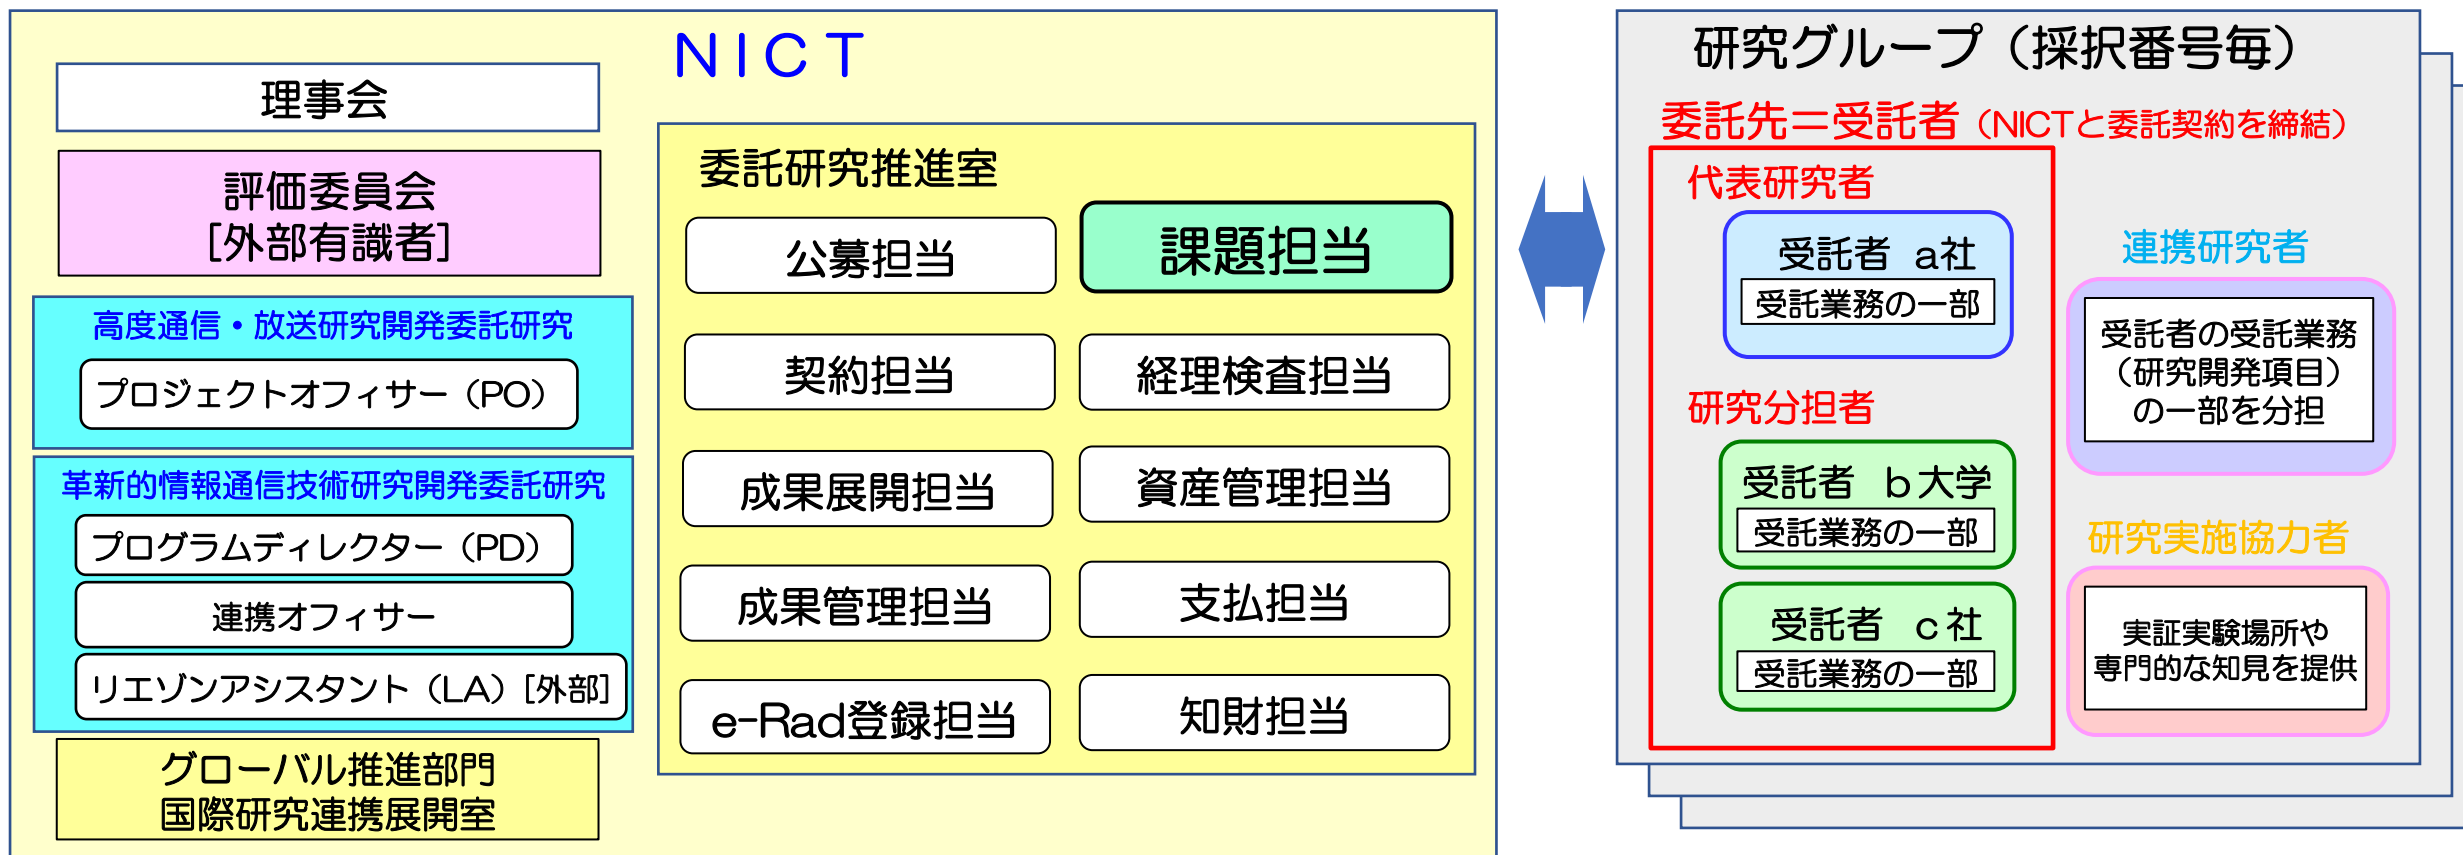 ＮＩＣＴ
理事会
評価委員会
[外部有識者]
高度通信・放送研究開発委託研究
プロジェクトオフィサー（PO）
革新的情報通信技術研究開発委託研究
プログラムディレクター（PD）
連携オフィサー
リエゾンアシスタント（LA）[外部]
グローバル推進部門
国際研究連携展開室
委託研究推進室
公募担当
課題担当
契約担当
経理検査担当
成果展開担当
資産管理担当
成果管理担当
支払担当
e-Rad登録担当
知財担当
研究グループ（採択番号毎）
委託先＝受託者（NICTと委託契約を締結）
代表研究者
受託者 a社
受託業務の一部
研究分担者
受託者 ｂ大学
受託業務の一部
受託者 ｃ社
受託業務の一部
連携研究者
受託者の受託業務
（研究開発項目）
の一部を分担
研究実施協力者
実証実験場所や
専門的な知見を提供